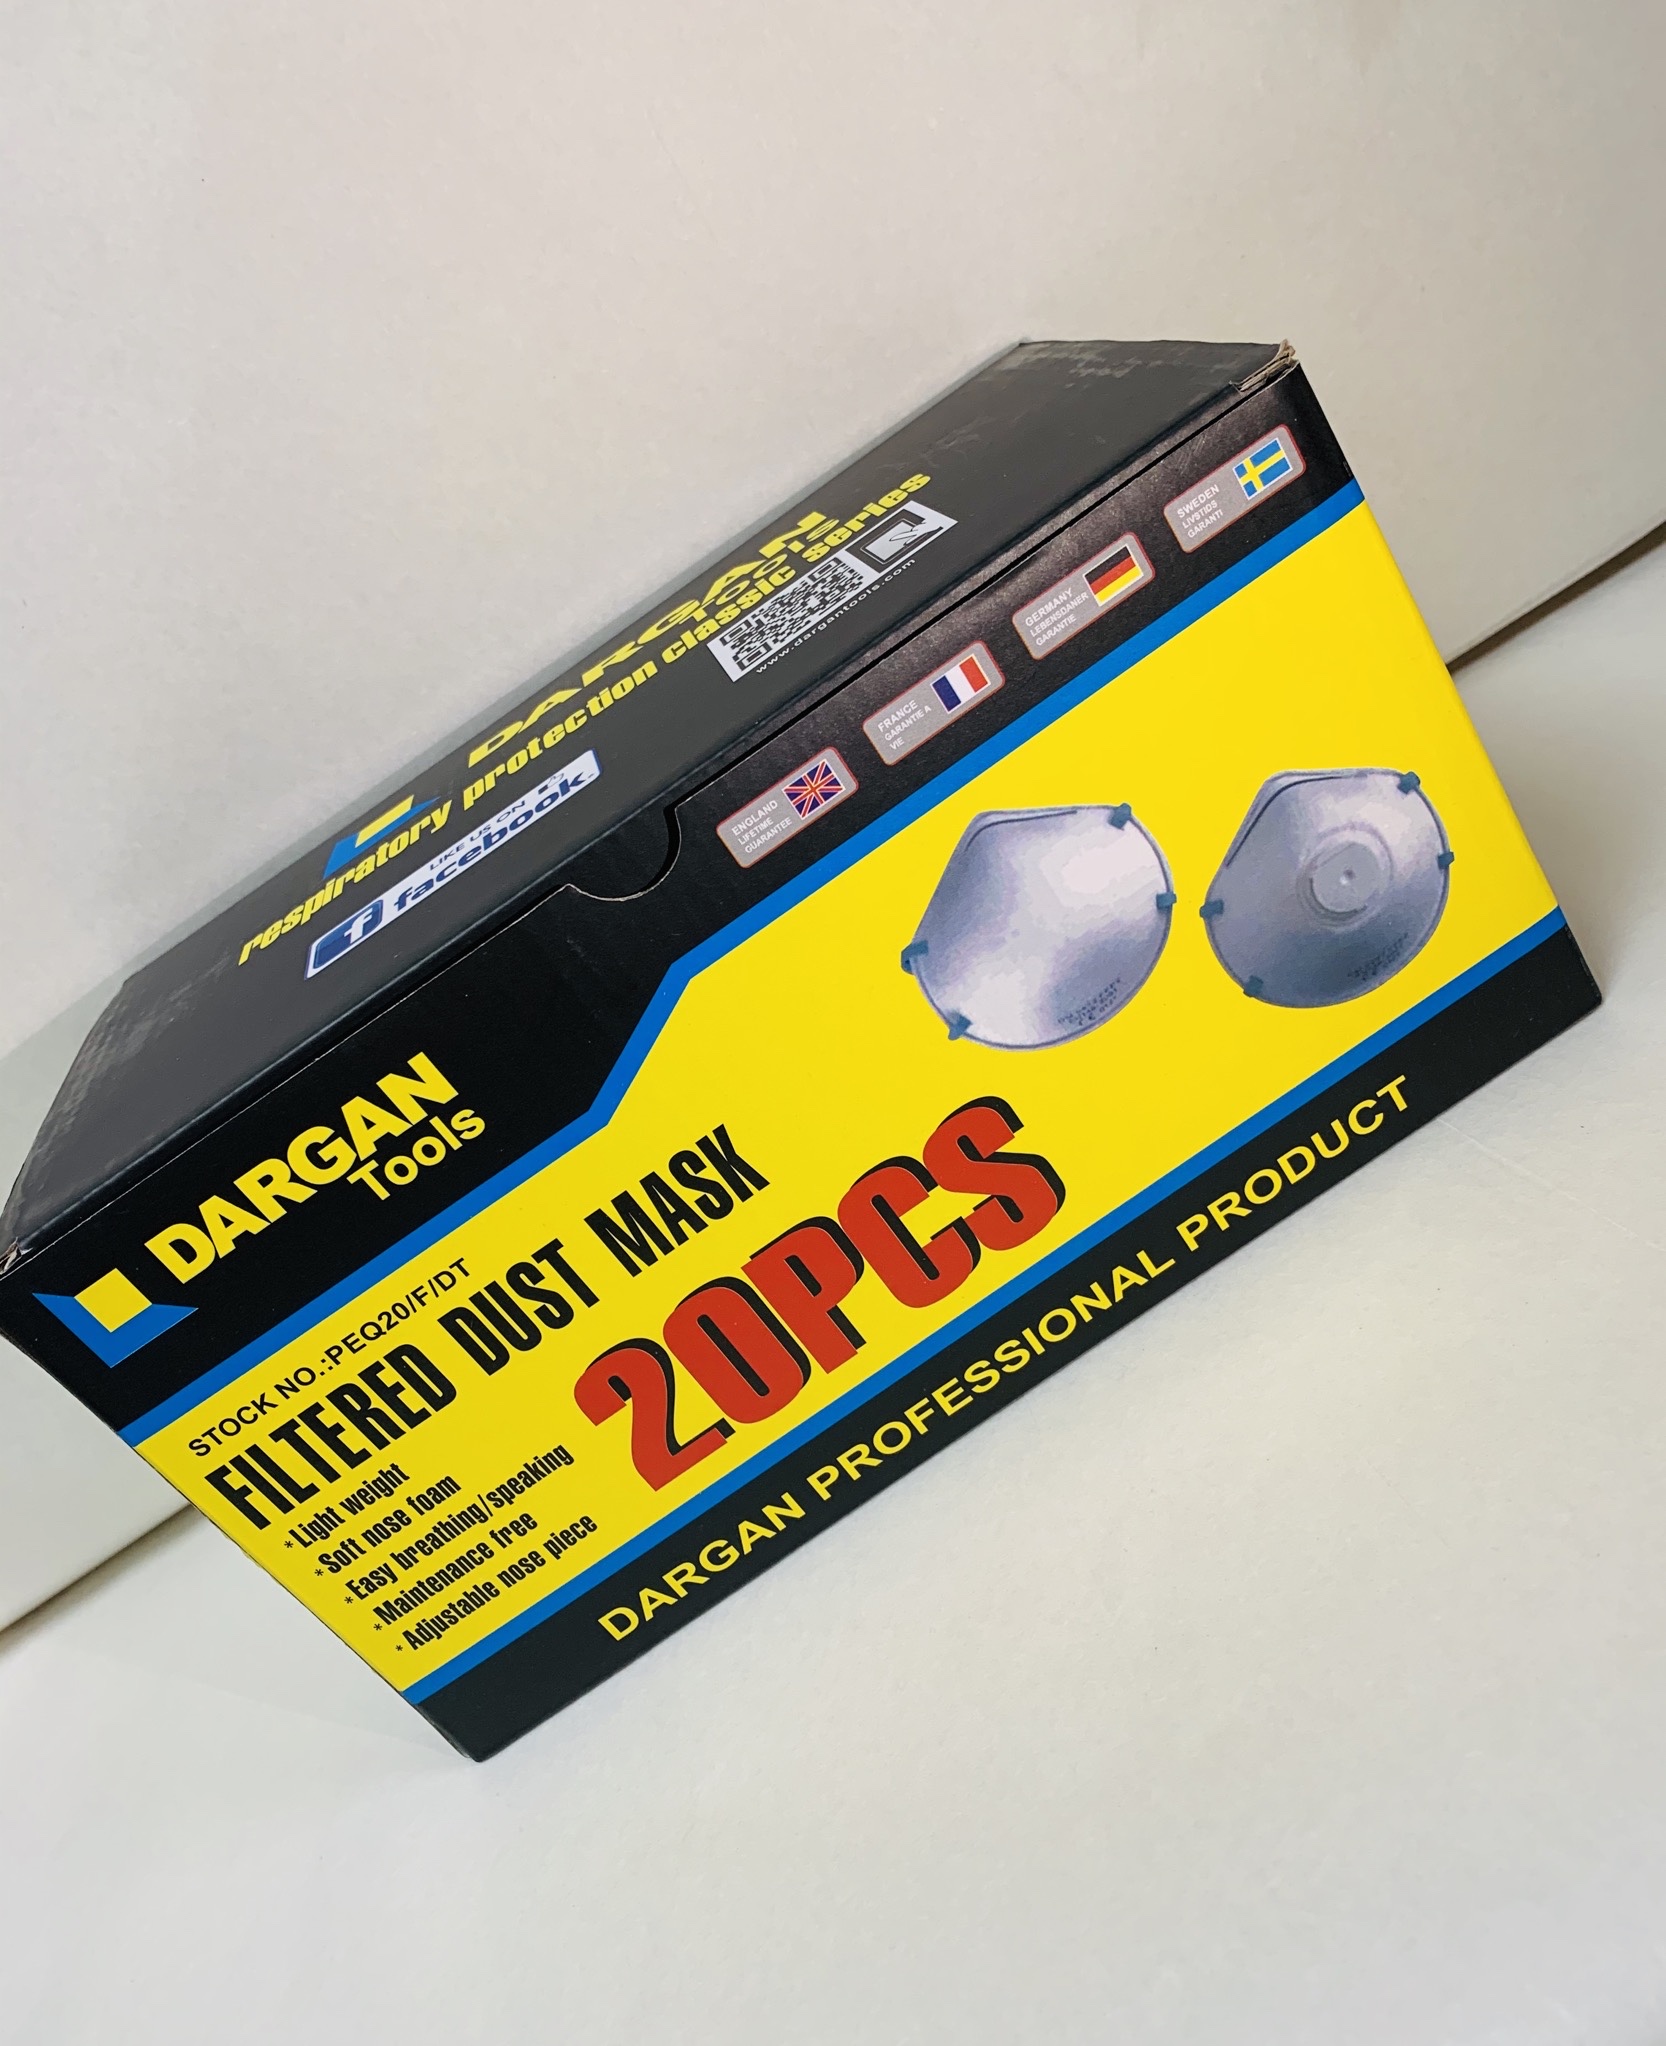 DARGAN
TOOLS
respiratory protection classic series
LIKE US ON
facebook.
www.dargantools.com
ENGLAND
LIFETIME
GUARANTEE
FRANCE
GARANTIE A
VIE
GERMANY
LEBENSDANER
GARANTIE
SWEDEN
LIVSTIDS
GARANTI
DARGAN
Tools
STOCK NO.:PEQ20/F/DT
FILTERED DUST MASK
*Light weight
*Soft nose foam
*Easy breathing/speaking
*Maintenance free
*Adjustable nose piece
20PCS
DARGAN PROFESSIONAL PRODUCT